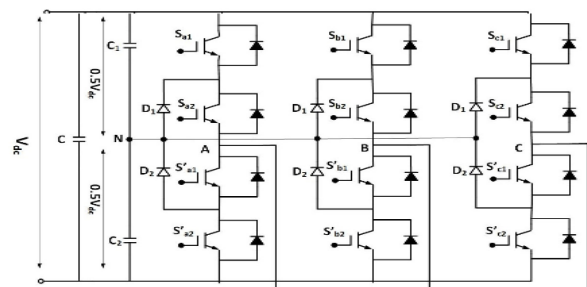 Sa1
Sb1
Sc1
C1
0.5Vdc
Sa2
Sb2
Sc2
D1
D1
D1
Vdc
C
N
A
B
C
D2
D2
D2
S'a1
S'b1
S'c1
0.5Vdc
C2
S'a2
S'b2
S'c2